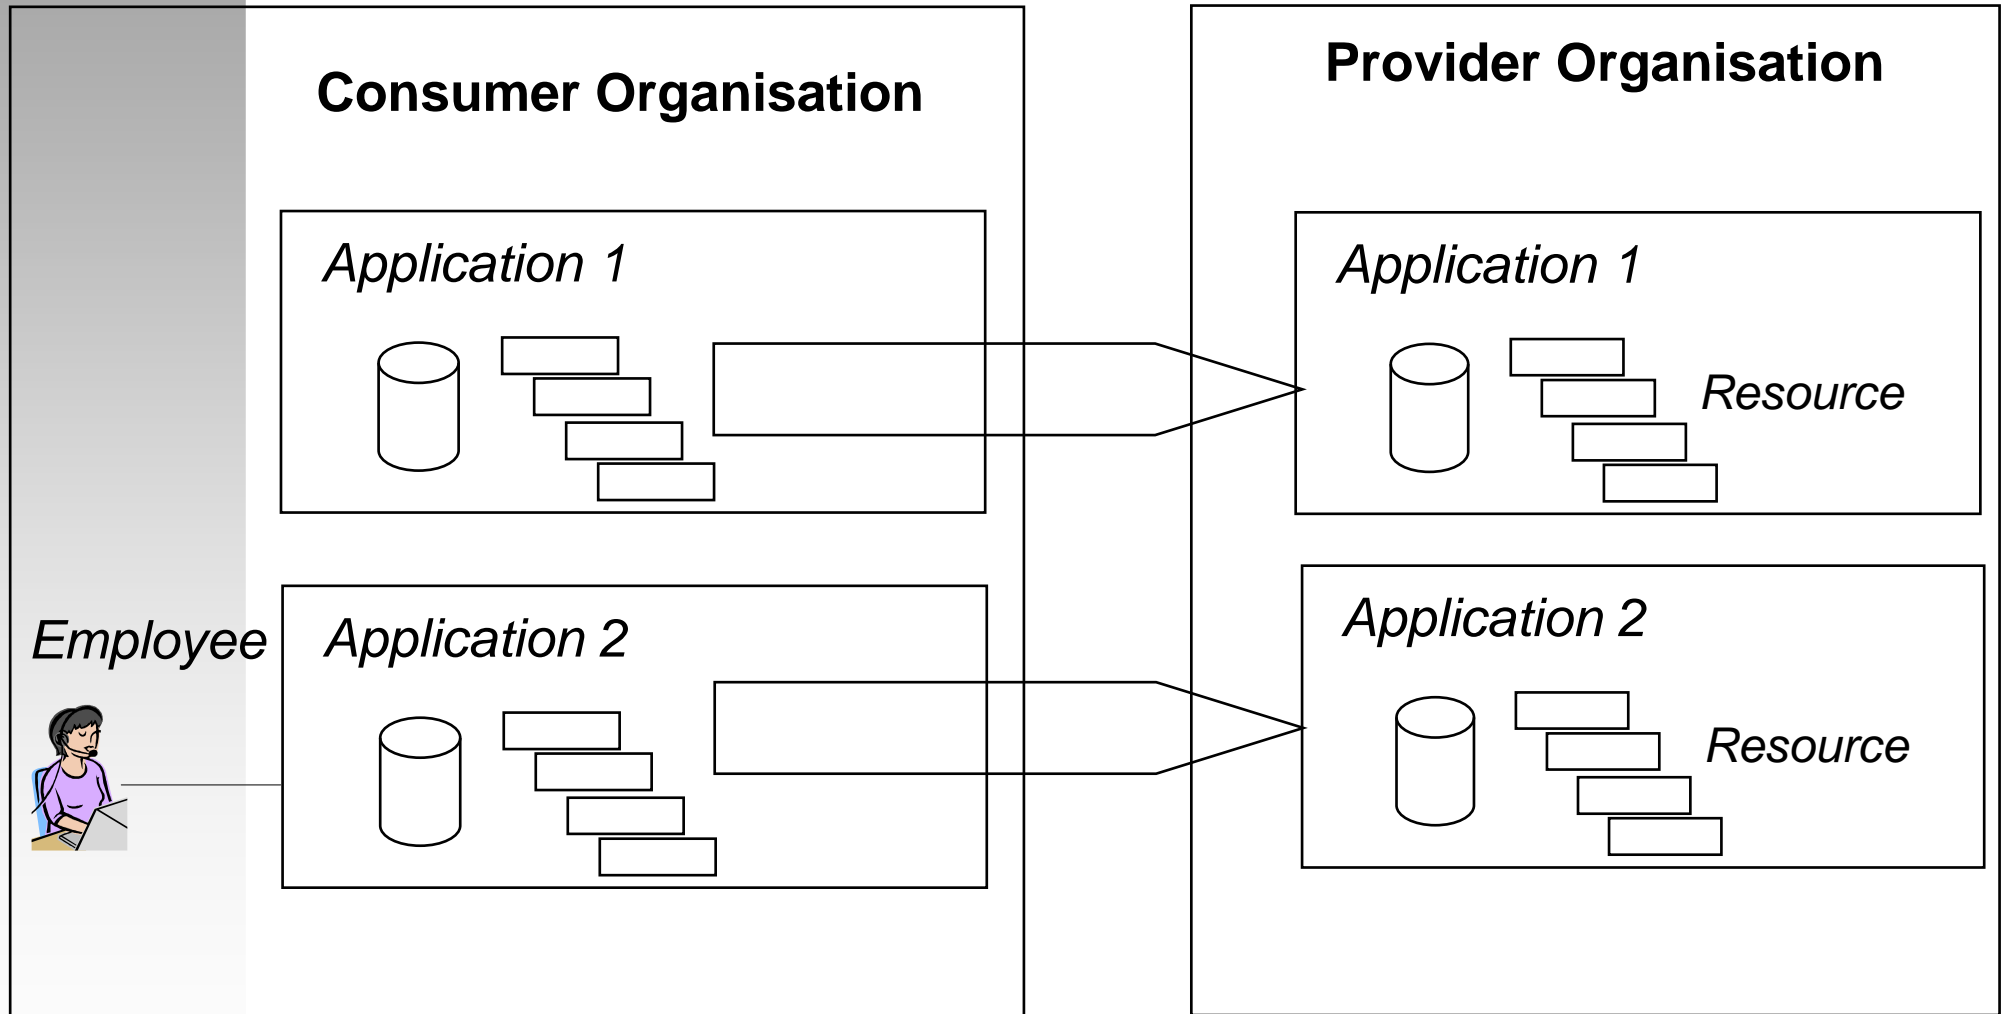 Consumer Organisation
Provider Organisation
Application 1
Application 1
Resource
Employee
Application 2
Application 2
Resource